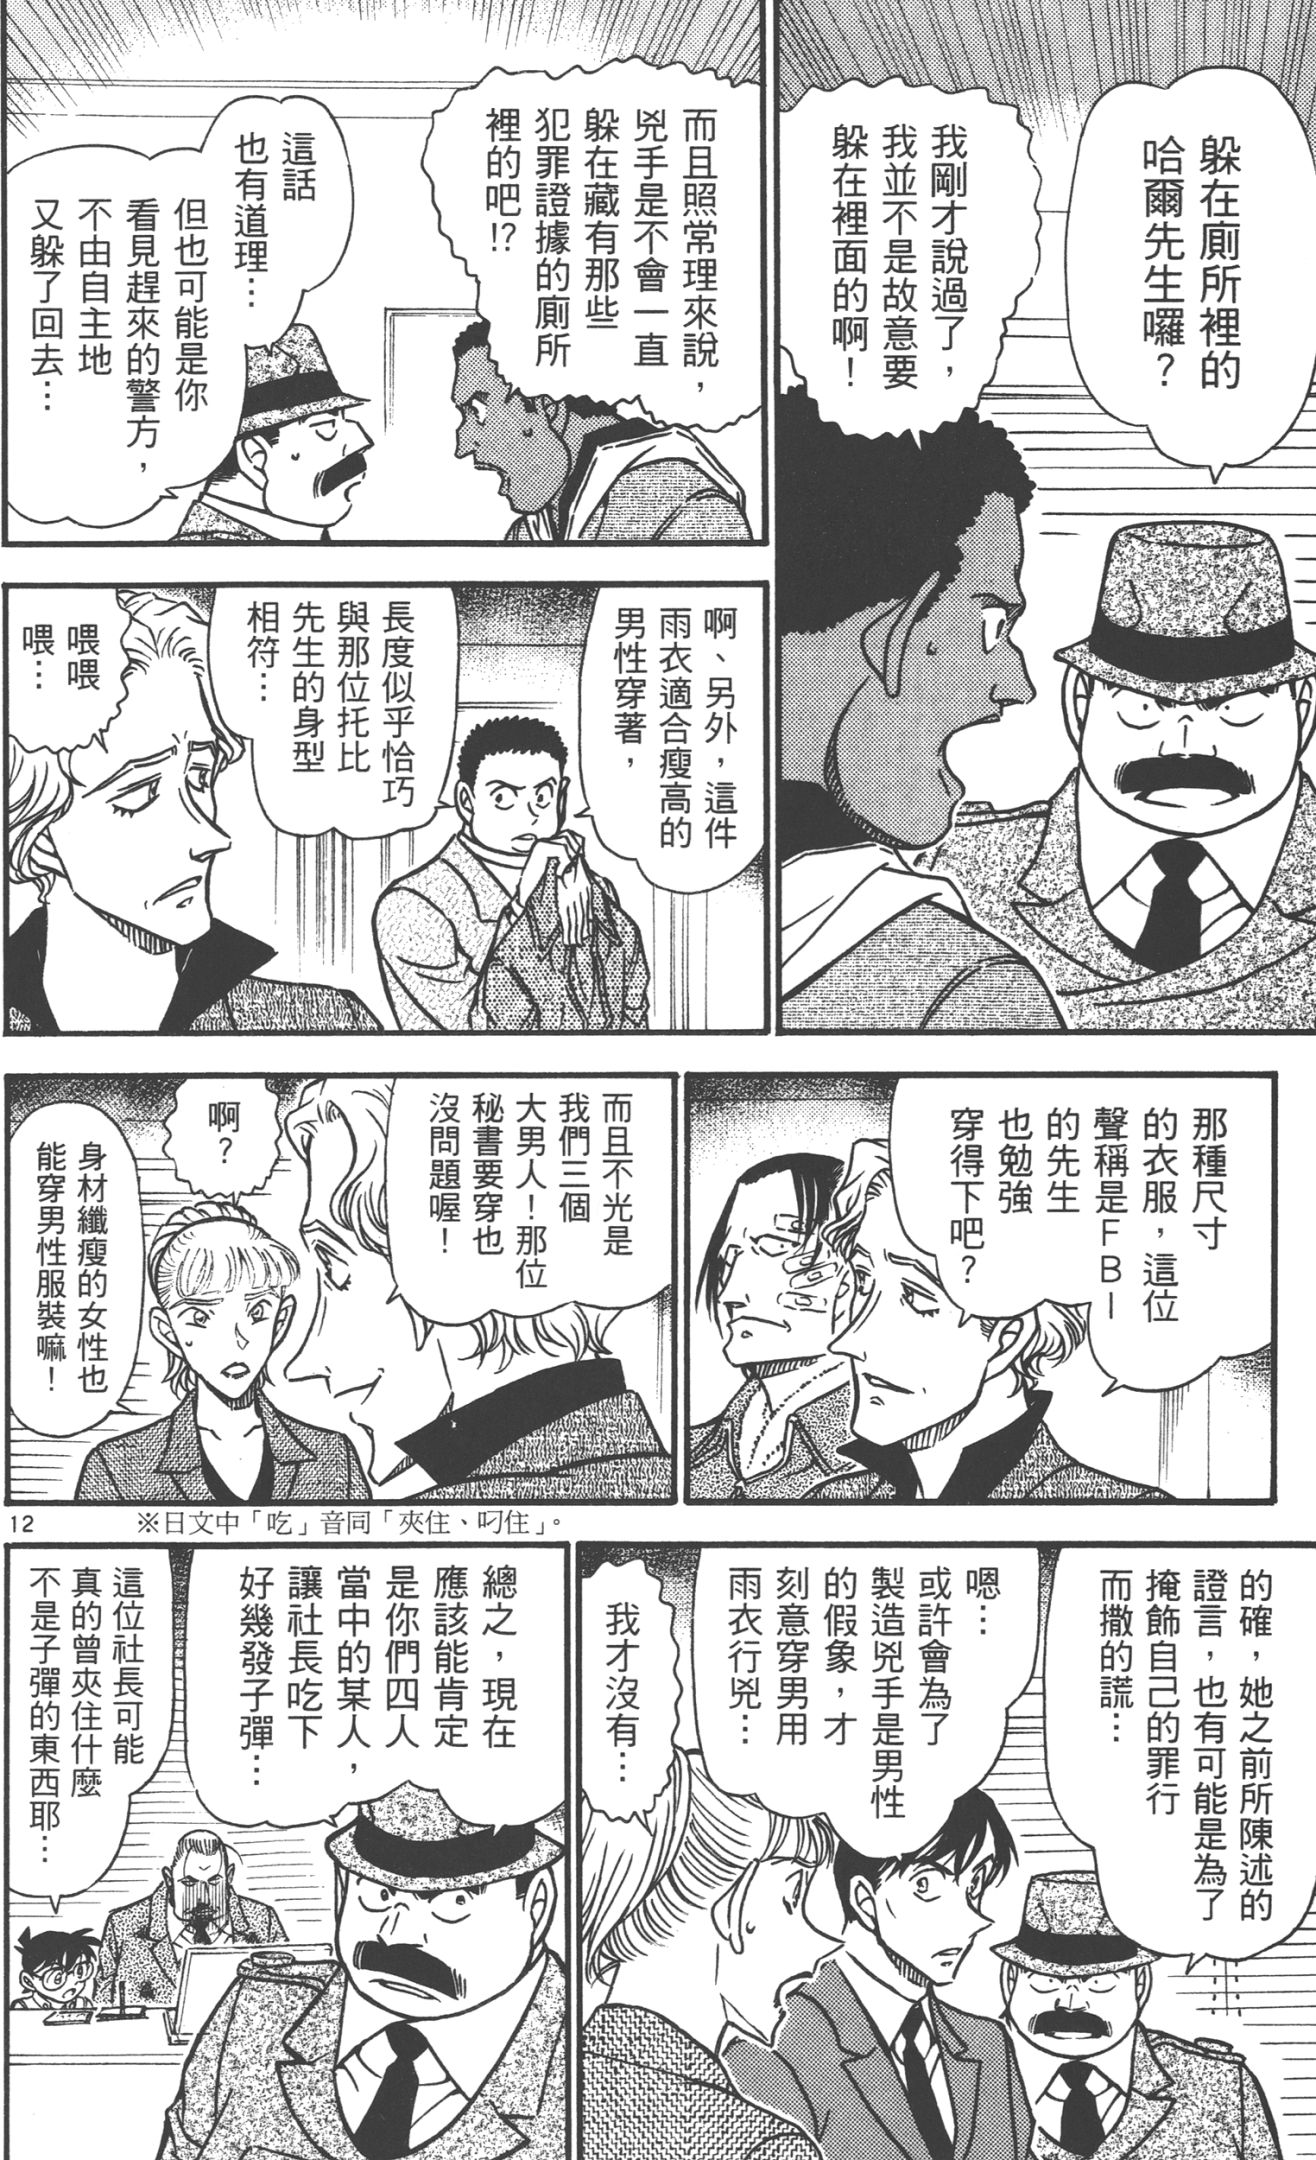 躲在廁所裡的
哈爾先生囉？
我剛才說過了，
我並不是故意要
躲在裡面的啊！
而且照常理來說，
兇手是不會一直
躲在藏有那些
犯罪證據的廁所
裡的吧!?
這話
也有道理…
但也可能是你
看見趕來的警方，
不由自主地
又躲了回去…
啊、另外，這件
雨衣適合瘦高的
男性穿著，
長度似乎恰巧
與那位托比
先生的身型
相符…
喂喂
喂…
那種尺寸
的衣服，這位
聲稱是FBI
的先生
也勉強
穿得下吧？
而且不光是
我們三個
大男人！那位
秘書要穿也
沒問題喔！
啊？
身材纖瘦的女性也
能穿男性服裝嘛！
12
※日文中「吃」音同「夾住、叼住」。
的確，她之前所陳述的
證言，也有可能是為了
掩飾自己的罪行
而撒的謊…
嗯…
或許會為了
製造兇手是男性
的假象，才
刻意穿男用
雨衣行兇…
我才沒有…
總之，現在
應該能肯定
是你們四人
當中的某人，
讓社長吃下
好幾發子彈…
這位社長可能
真的曾夾住什麼
不是子彈的東西耶…